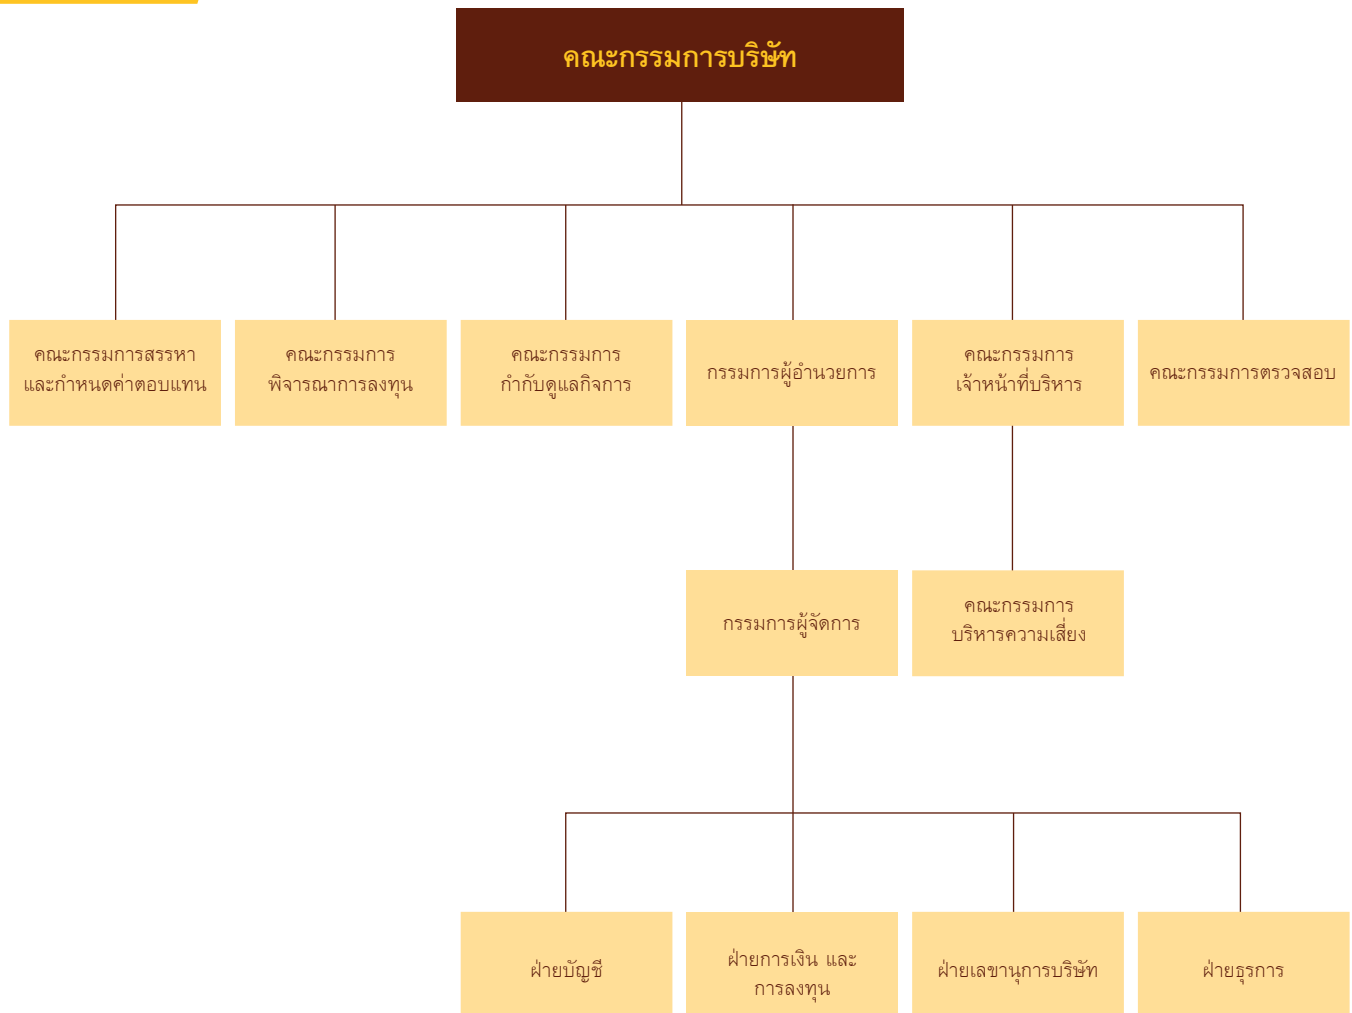 คณะกรรมการบริษัท
คณะกรรมการสรรหา
และกำหนดค่าตอบแทน
คณะกรรมการ
พิจารณาการลงทุน
คณะกรรมการ
กำกับดูแลกิจการ
กรรมการผู้อำนวยการ
คณะกรรมการ
เจ้าหน้าที่บริหาร
คณะกรรมการตรวจสอบ
กรรมการผู้จัดการ
คณะกรรมการ
บริหารความเสี่ยง
ฝ่ายบัญชี
ฝ่ายการเงิน และ
การลงทุน
ฝ่ายเลขานุการบริษัท
ฝ่ายธุรการ